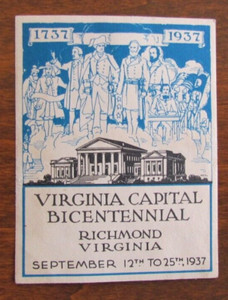 1737 1937
VIRGINIA CAPITAL
BICENTENNIAL
RICHMOND
VIRGINIA
SEPTEMBER 12TH TO 25TH, 1937